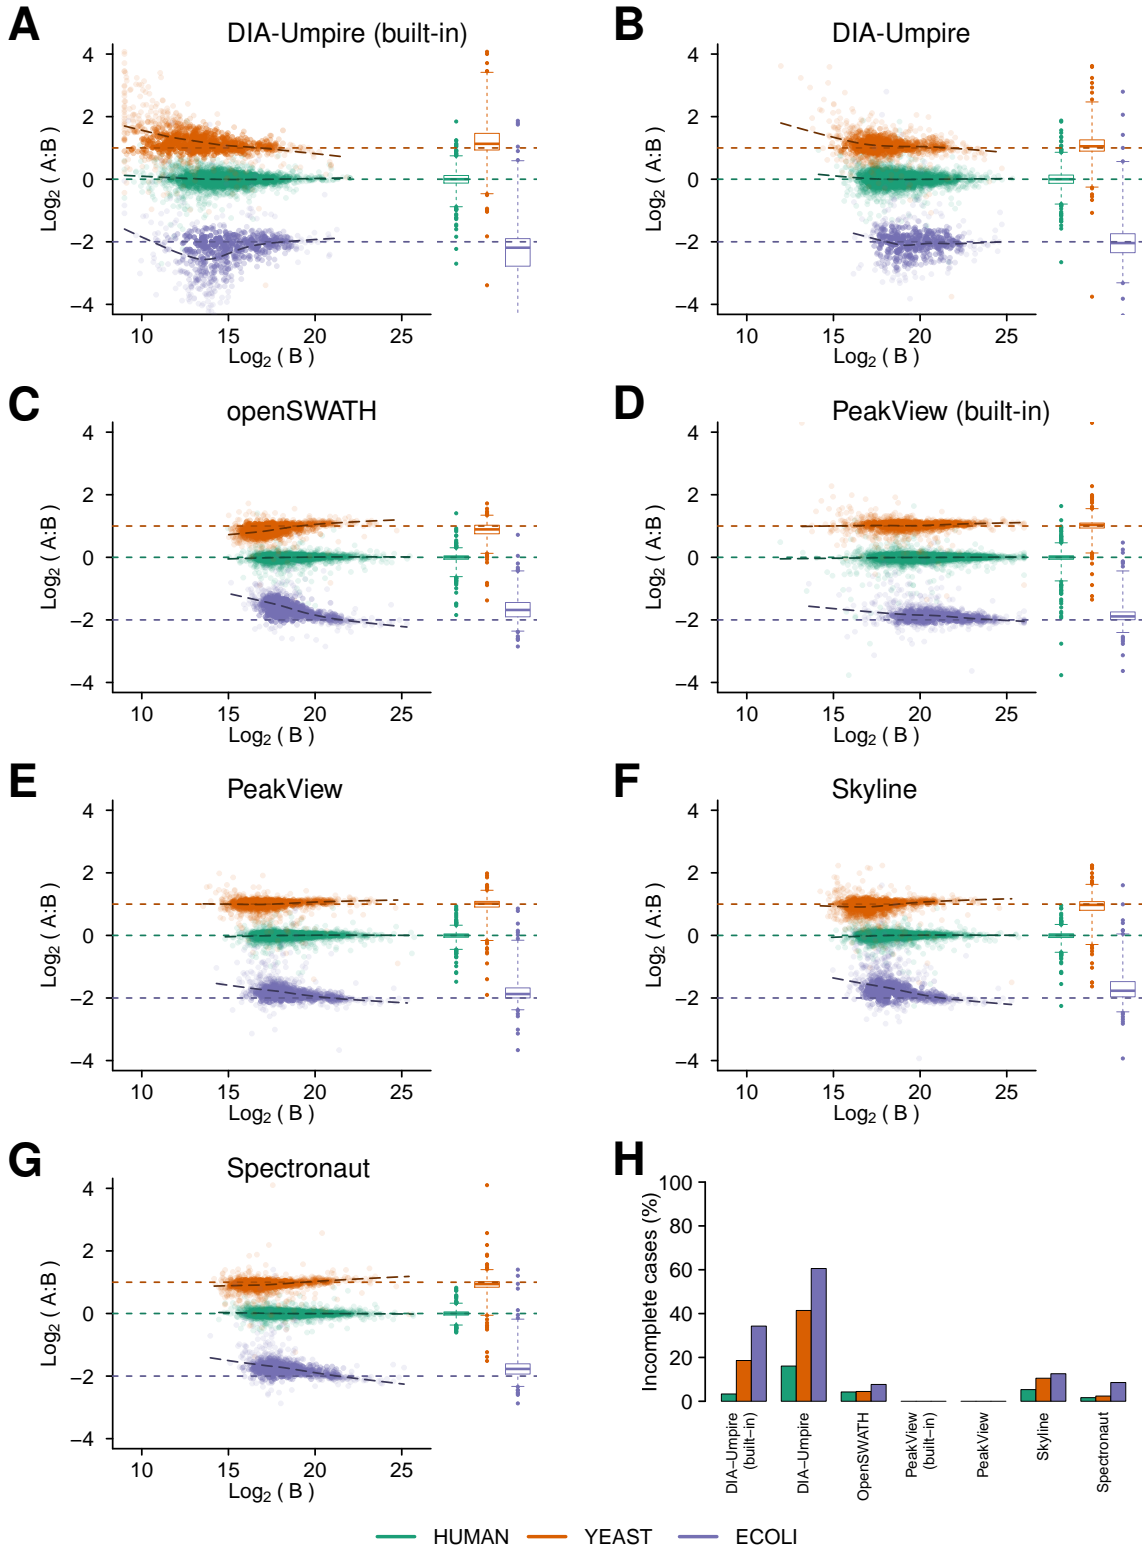 A
DIA-Umpire (built-in)
4
2
0
−2
−4
Log2 ( A:B )
10
15
20
25
Log2 ( B )
B
DIA-Umpire
4
2
0
−2
−4
Log2 ( A:B )
10
15
20
25
Log2 ( B )
C
openSWATH
4
2
0
−2
−4
Log2 ( A:B )
10
15
20
25
Log2 ( B )
D
PeakView (built-in)
4
2
0
−2
−4
Log2 ( A:B )
10
15
20
25
Log2 ( B )
E
PeakView
4
2
0
−2
−4
Log2 ( A:B )
10
15
20
25
Log2 ( B )
F
Skyline
4
2
0
−2
−4
Log2 ( A:B )
10
15
20
25
Log2 ( B )
G
Spectronaut
4
2
0
−2
−4
Log2 ( A:B )
10
15
20
25
Log2 ( B )
H
100
80
60
40
20
0
Incomplete cases (%)
DIA−Umpire
(built−in)
DIA−Umpire
OpenSWATH
PeakView
(built−in)
PeakView
Skyline
Spectronaut
HUMAN
YEAST
ECOLI